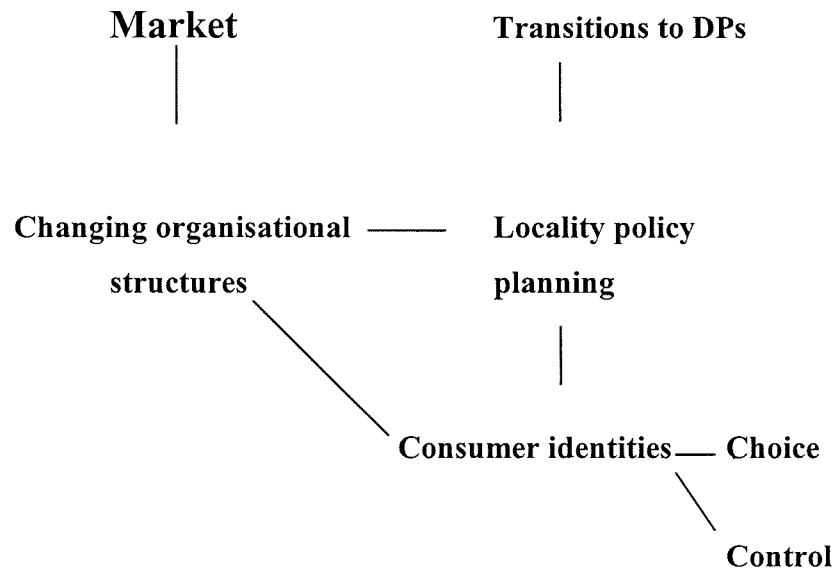 Market
Transitions to DPs
Changing organisational
structures
Locality policy
planning
Consumer identities
Choice
Control